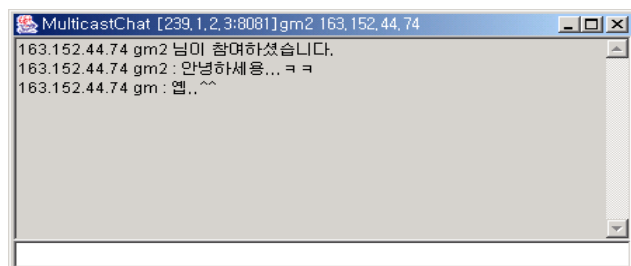 MulticastChat [239,1,2,3:8081] gm2 163,152,44,74
163.152.44.74 gm2 님이 참여하셨습니다.
163.152.44.74 gm2 : 안녕하세용,,,ㅋㅋ
163.152.44.74 gm : 옙,,^^